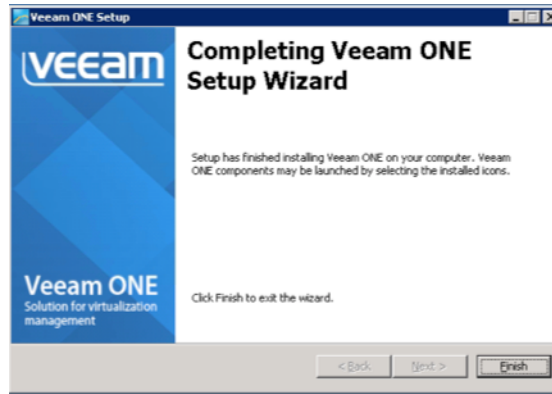 Veeam ONE Setup
veeam
Completing Veeam ONE
Setup Wizard
Setup has finished installing Veeam ONE on your computer. Veeam
ONE components may be launched by selecting the installed icons.
Veeam ONE
Solution for virtualization
management
Click Finish to exit the wizard.
< Back
Next >
Finish